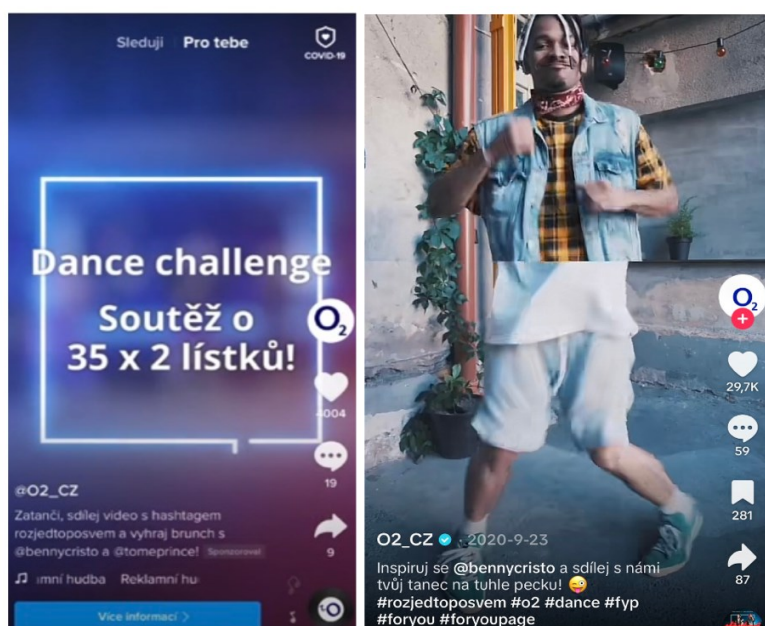 Sleduji Pro tebe
COVID-19
Dance challenge
Soutěž o
35 x 2 lístků!
O2
4004
19
9
@O2_CZ
Zatanči, sdílej video s hashtagem
rozjedtoposvem a vyhraj brunch s
@bennycristo a @tomeprince! Sponzorovat
mní hudba Reklamní hu
Více informací >
O2
29,7K
59
281
87
O2_CZ · 2020-9-23
Inspiruj se @bennycristo a sdílej s námi
tvůj tanec na tuhle pecku! 😜
#rozjedtoposvem #o2 #dance #fyp
#foryou #foryoupage